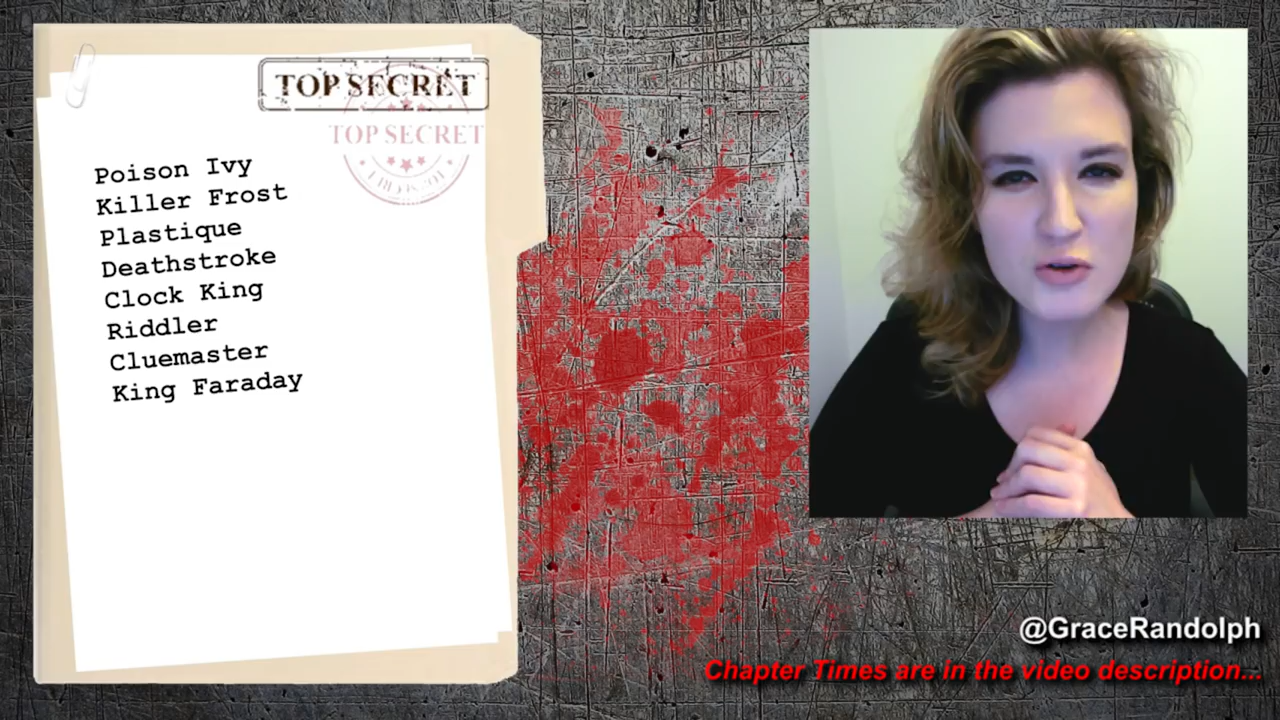 TOP SECRET
TOP SECRET
Poison Ivy
Killer Frost
Plastique
Deathstroke
Clock King
Riddler
Cluemaster
King Faraday
@GraceRandolph
Chapter Times are in the video description...